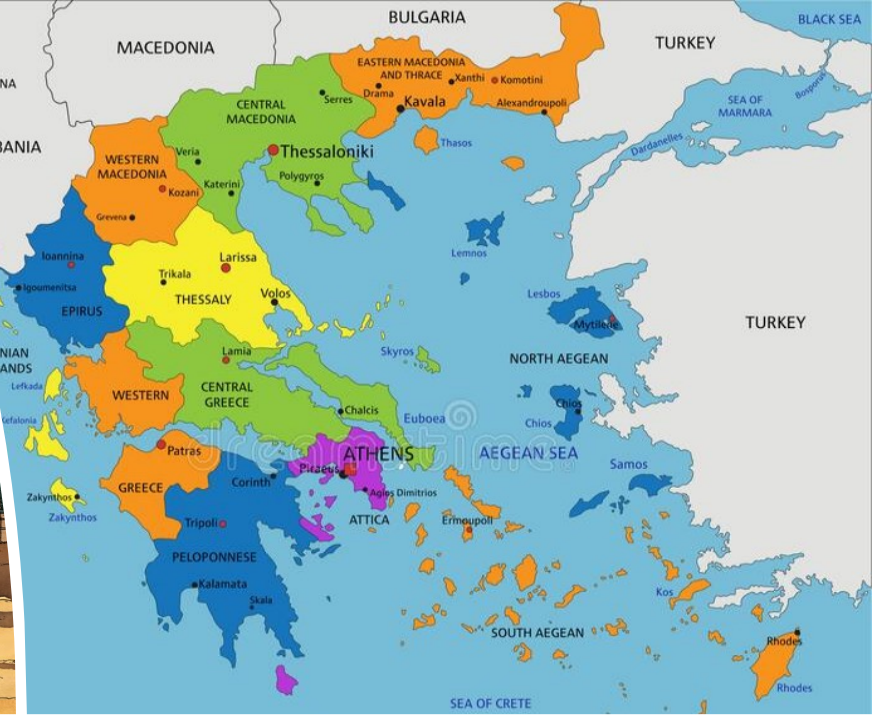 BULGARIA
BLACK SEA
MACEDONIA
TURKEY
EASTERN MACEDONIA
AND THRACE
Xanthi
Komotini
Drama
Kavala
Alexandroupoli
Bosporus
SEA OF
MARMARA
Dardanelles
NA
ANIA
CENTRAL
MACEDONIA
Serres
Thasos
Veria
Thessaloniki
WESTERN
MACEDONIA
Kozani
Katerini
Polygyros
Grevena
Ioannina
Larissa
Lemnos
Igoumenitsa
Trikala
THESSALY
Volos
EPIRUS
Lesbos
Mytilene
TURKEY
NIAN
ANDS
Lamia
Skyros
NORTH AEGEAN
Lefkada
WESTERN
CENTRAL
GREECE
Chalcis
Euboea
Chios
Chios
Kefalonia
dreamstime
Patras
ATHENS
AEGEAN SEA
Piraeus
Samos
Corinth
GREECE
Agios Dimitrios
Zakynthos
Zakynthos
Tripoli
ATTICA
Ermoupoli
PELOPONNESE
Kalamata
Skala
Kos
SOUTH AEGEAN
Rhodes
Rhodes
SEA OF CRETE